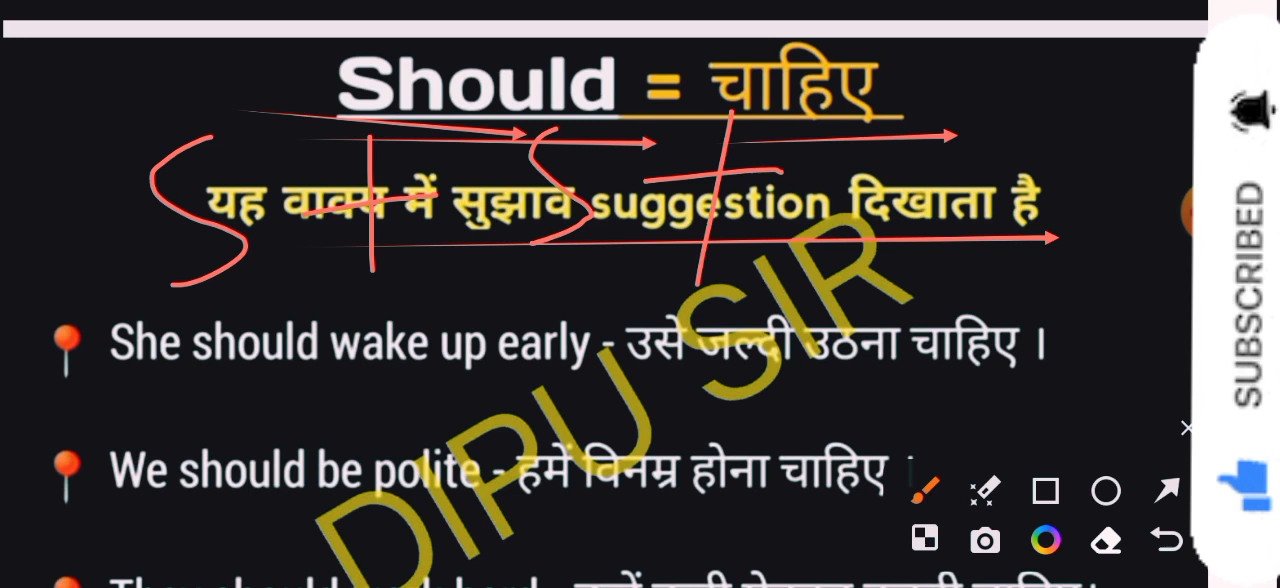 Should = चाहिए
यह वाक्य में सुझाव suggestion दिखाता है
She should wake up early - उसे जल्दी उठना चाहिए ।
We should be polite - हमें विनम्र होना चाहिए ।
DIPU SIR
SUBSCRIBED